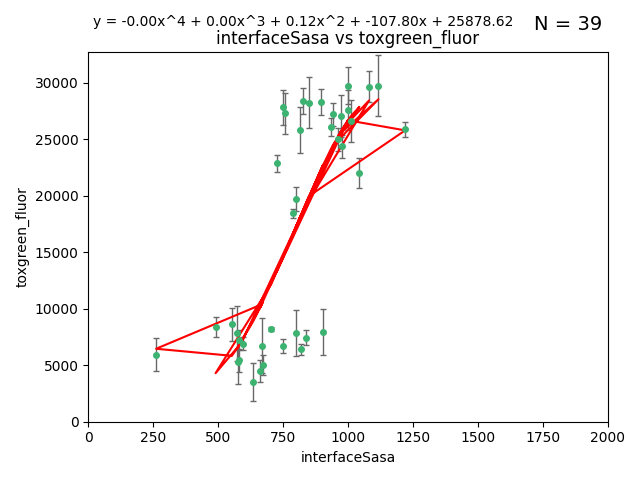 y = -0.00x^4 + 0.00x^3 + 0.12x^2 + -107.80x + 25878.62
N = 39
interfaceSasa vs toxgreen_fluor
30000
25000
20000
15000
10000
5000
0
toxgreen_fluor
0 250 500 750 1000 1250 1500 1750 2000
interfaceSasa